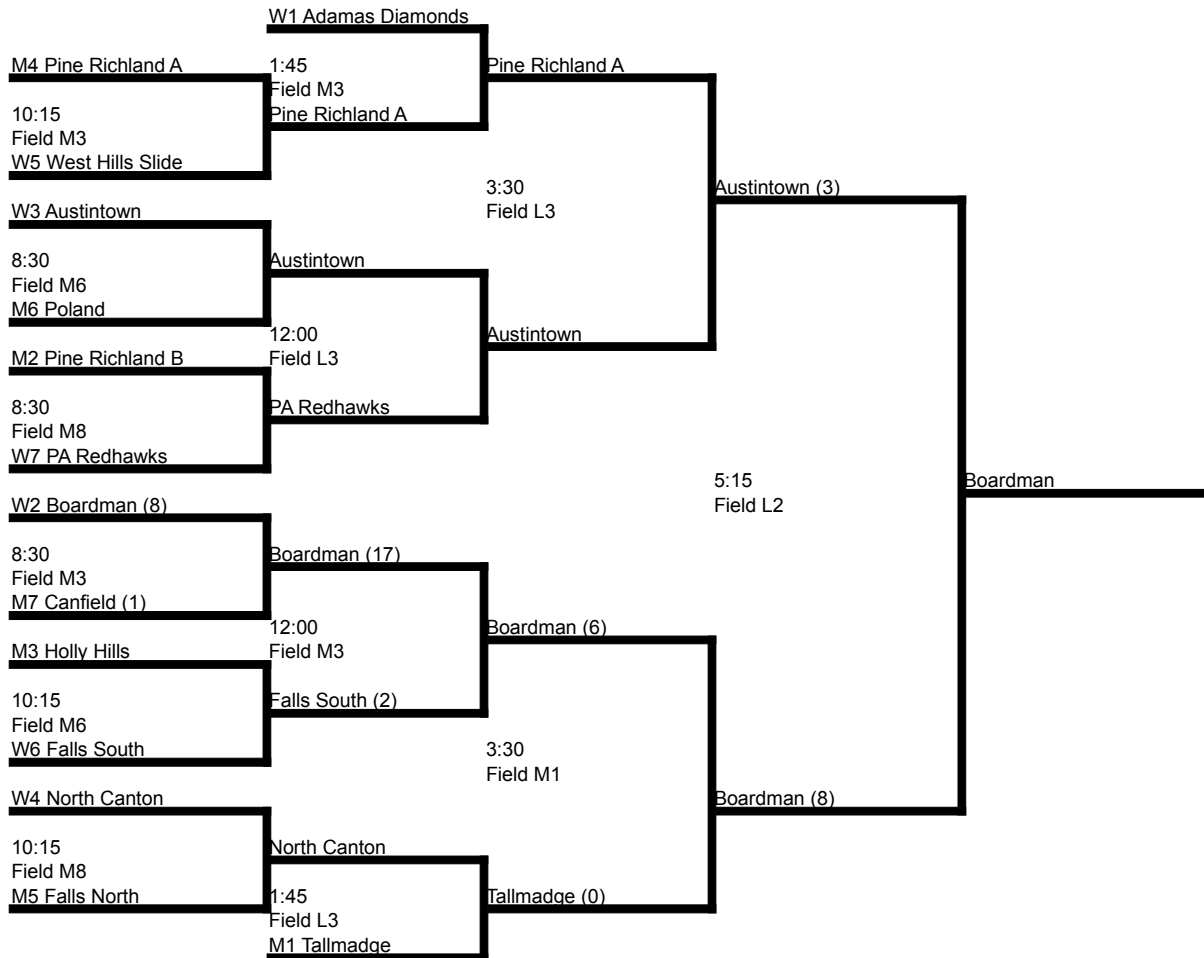 W1 Adamas Diamonds
M4 Pine Richland A
1:45
Field M3
Pine Richland A
Pine Richland A
10:15
Field M3
W5 West Hills Slide
3:30
Field L3
Austintown (3)
W3 Austintown
8:30
Field M6
M6 Poland
Austintown
12:00
Field L3
Austintown
M2 Pine Richland B
8:30
Field M8
W7 PA Redhawks
PA Redhawks
5:15
Field L2
Boardman
W2 Boardman (8)
8:30
Field M3
M7 Canfield (1)
Boardman (17)
12:00
Field M3
Boardman (6)
M3 Holly Hills
10:15
Field M6
W6 Falls South
Falls South (2)
3:30
Field M1
Boardman (8)
W4 North Canton
10:15
Field M8
M5 Falls North
North Canton
1:45
Field L3
M1 Tallmadge
Tallmadge (0)